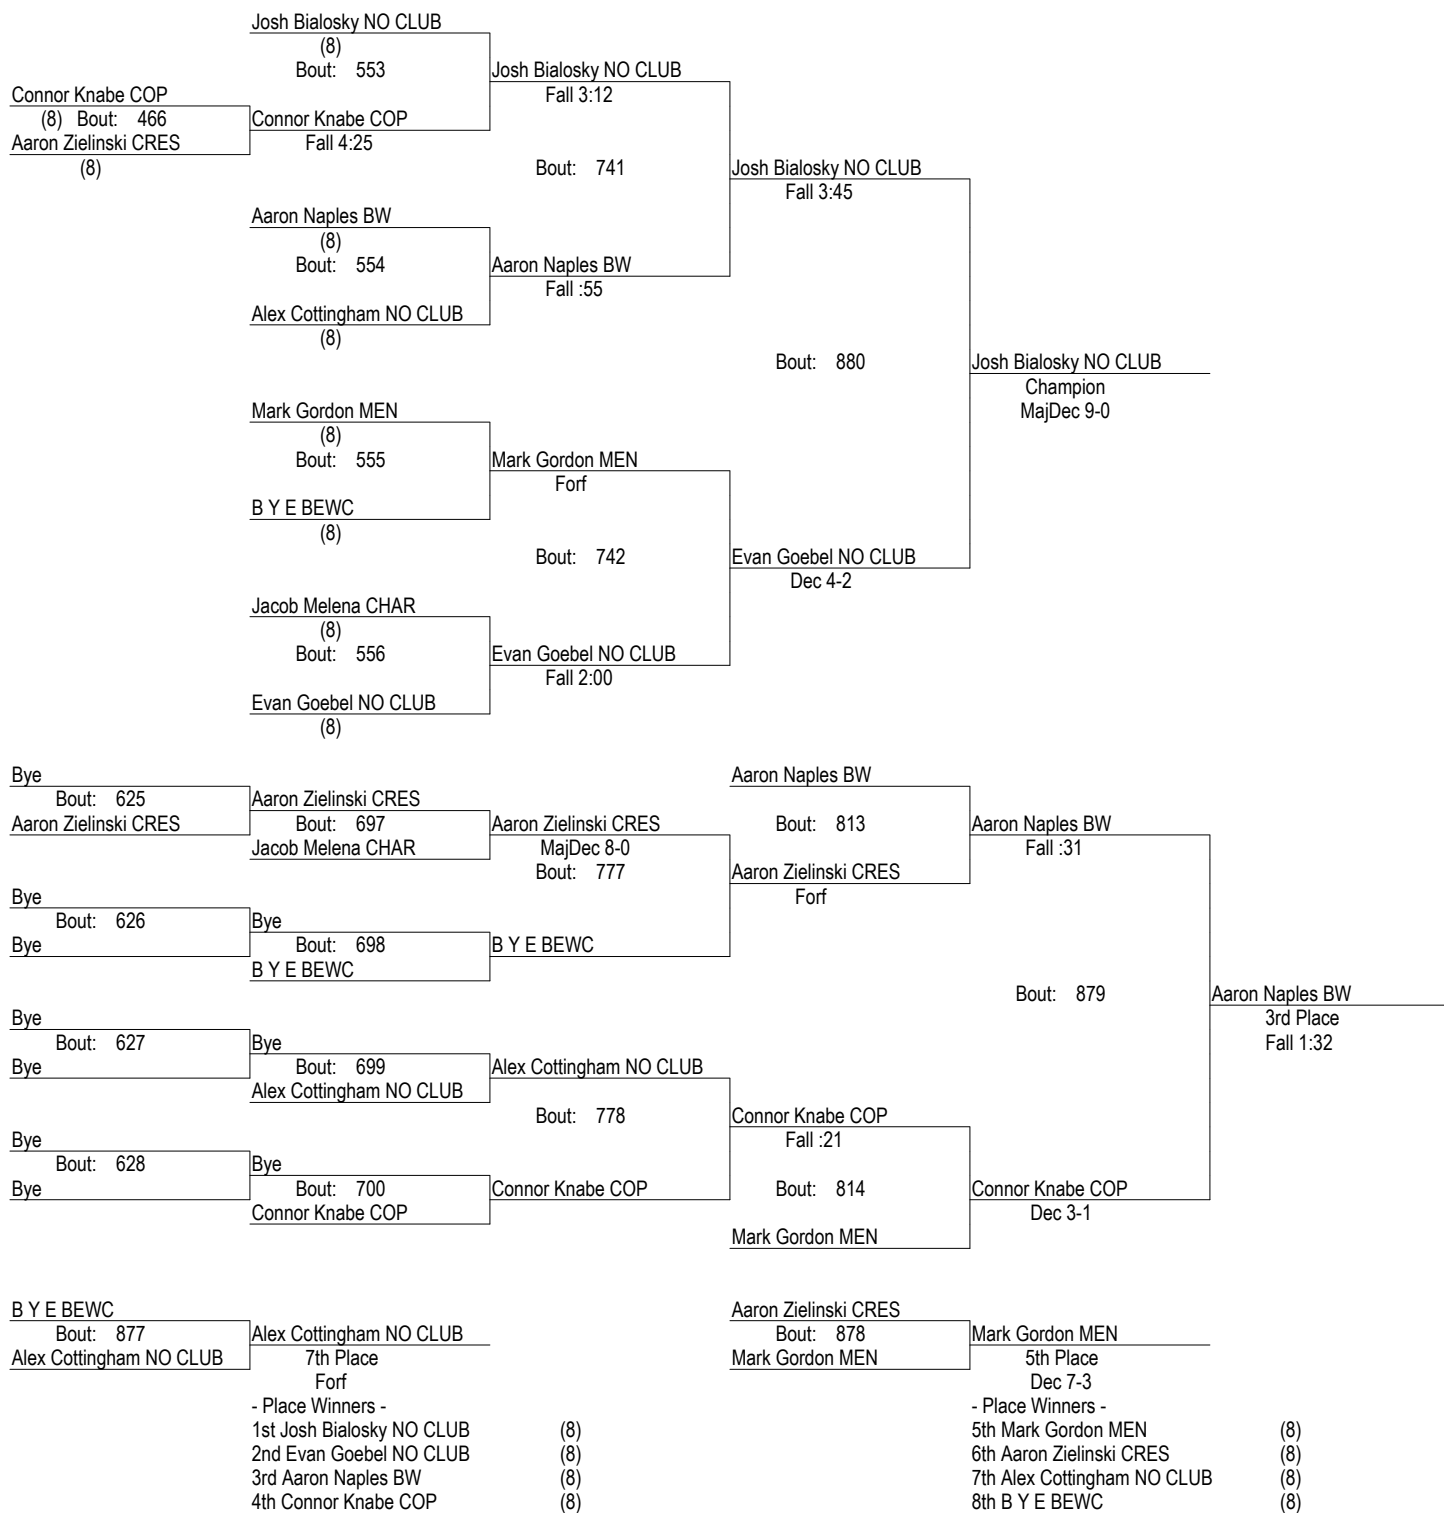 Josh Bialosky NO CLUB
(8)
Bout: 553
Josh Bialosky NO CLUB
Fall 3:12
Connor Knabe COP
(8) Bout: 466
Connor Knabe COP
Fall 4:25
Aaron Zielinski CRES
(8)
Bout: 741
Josh Bialosky NO CLUB
Fall 3:45
Aaron Naples BW
(8)
Bout: 554
Aaron Naples BW
Fall :55
Alex Cottingham NO CLUB
(8)
Bout: 880
Josh Bialosky NO CLUB
Champion
MajDec 9-0
Mark Gordon MEN
(8)
Bout: 555
Mark Gordon MEN
Forf
B Y E BEWC
(8)
Bout: 742
Evan Goebel NO CLUB
Dec 4-2
Jacob Melena CHAR
(8)
Bout: 556
Evan Goebel NO CLUB
Fall 2:00
Evan Goebel NO CLUB
(8)
Bye
Bout: 625
Aaron Zielinski CRES
Aaron Zielinski CRES
Bout: 697
Jacob Melena CHAR
Aaron Zielinski CRES
MajDec 8-0
Bout: 777
Aaron Naples BW
Bout: 813
Aaron Zielinski CRES
Forf
Aaron Naples BW
Fall :31
Bye
Bout: 626
Bye
Bye
Bout: 698
B Y E BEWC
B Y E BEWC
Bout: 879
Aaron Naples BW
3rd Place
Fall 1:32
Bye
Bout: 627
Bye
Bye
Bout: 699
Alex Cottingham NO CLUB
Alex Cottingham NO CLUB
Bout: 778
Connor Knabe COP
Fall :21
Bye
Bout: 628
Bye
Bye
Bout: 700
Connor Knabe COP
Connor Knabe COP
Bout: 814
Mark Gordon MEN
Connor Knabe COP
Dec 3-1
B Y E BEWC
Bout: 877
Alex Cottingham NO CLUB
Alex Cottingham NO CLUB
7th Place
Forf
Aaron Zielinski CRES
Bout: 878
Mark Gordon MEN
Mark Gordon MEN
5th Place
Dec 7-3
- Place Winners -
1st Josh Bialosky NO CLUB (8)
2nd Evan Goebel NO CLUB (8)
3rd Aaron Naples BW (8)
4th Connor Knabe COP (8)
- Place Winners -
5th Mark Gordon MEN (8)
6th Aaron Zielinski CRES (8)
7th Alex Cottingham NO CLUB (8)
8th B Y E BEWC (8)